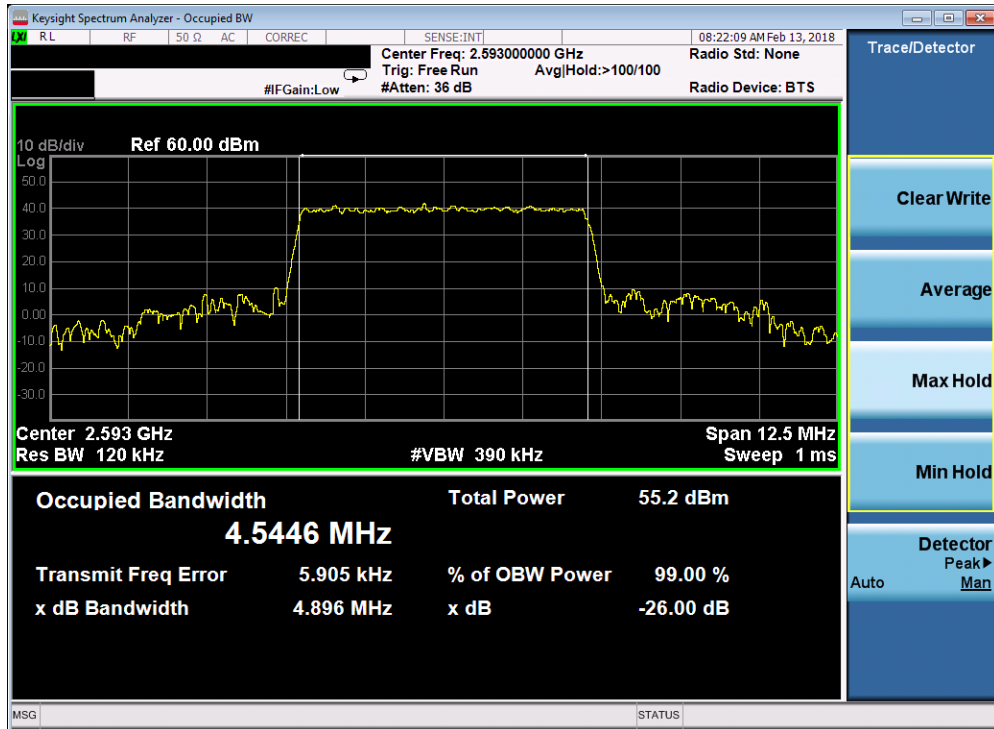 Keysight Spectrum Analyzer - Occupied BW
LXI RL RF 50 Ω AC CORREC SENSE:INT 08:22:09 AM Feb 13, 2018
Center Freq: 2.593000000 GHz Radio Std: None
Trig: Free Run Avg|Hold:>100/100
#IFGain:Low #Atten: 36 dB Radio Device: BTS
Trace/Detector
10 dB/div Ref 60.00 dBm
Log
50.0
40.0
30.0
20.0
10.0
0.00
-10.0
-20.0
-30.0
Center 2.593 GHz Span 12.5 MHz
Res BW 120 kHz #VBW 390 kHz Sweep 1 ms
Occupied Bandwidth Total Power 55.2 dBm
4.5446 MHz
Transmit Freq Error 5.905 kHz % of OBW Power 99.00 %
x dB Bandwidth 4.896 MHz x dB -26.00 dB
Clear Write
Average
Max Hold
Min Hold
Detector
Peak▶
Auto Man
MSG STATUS